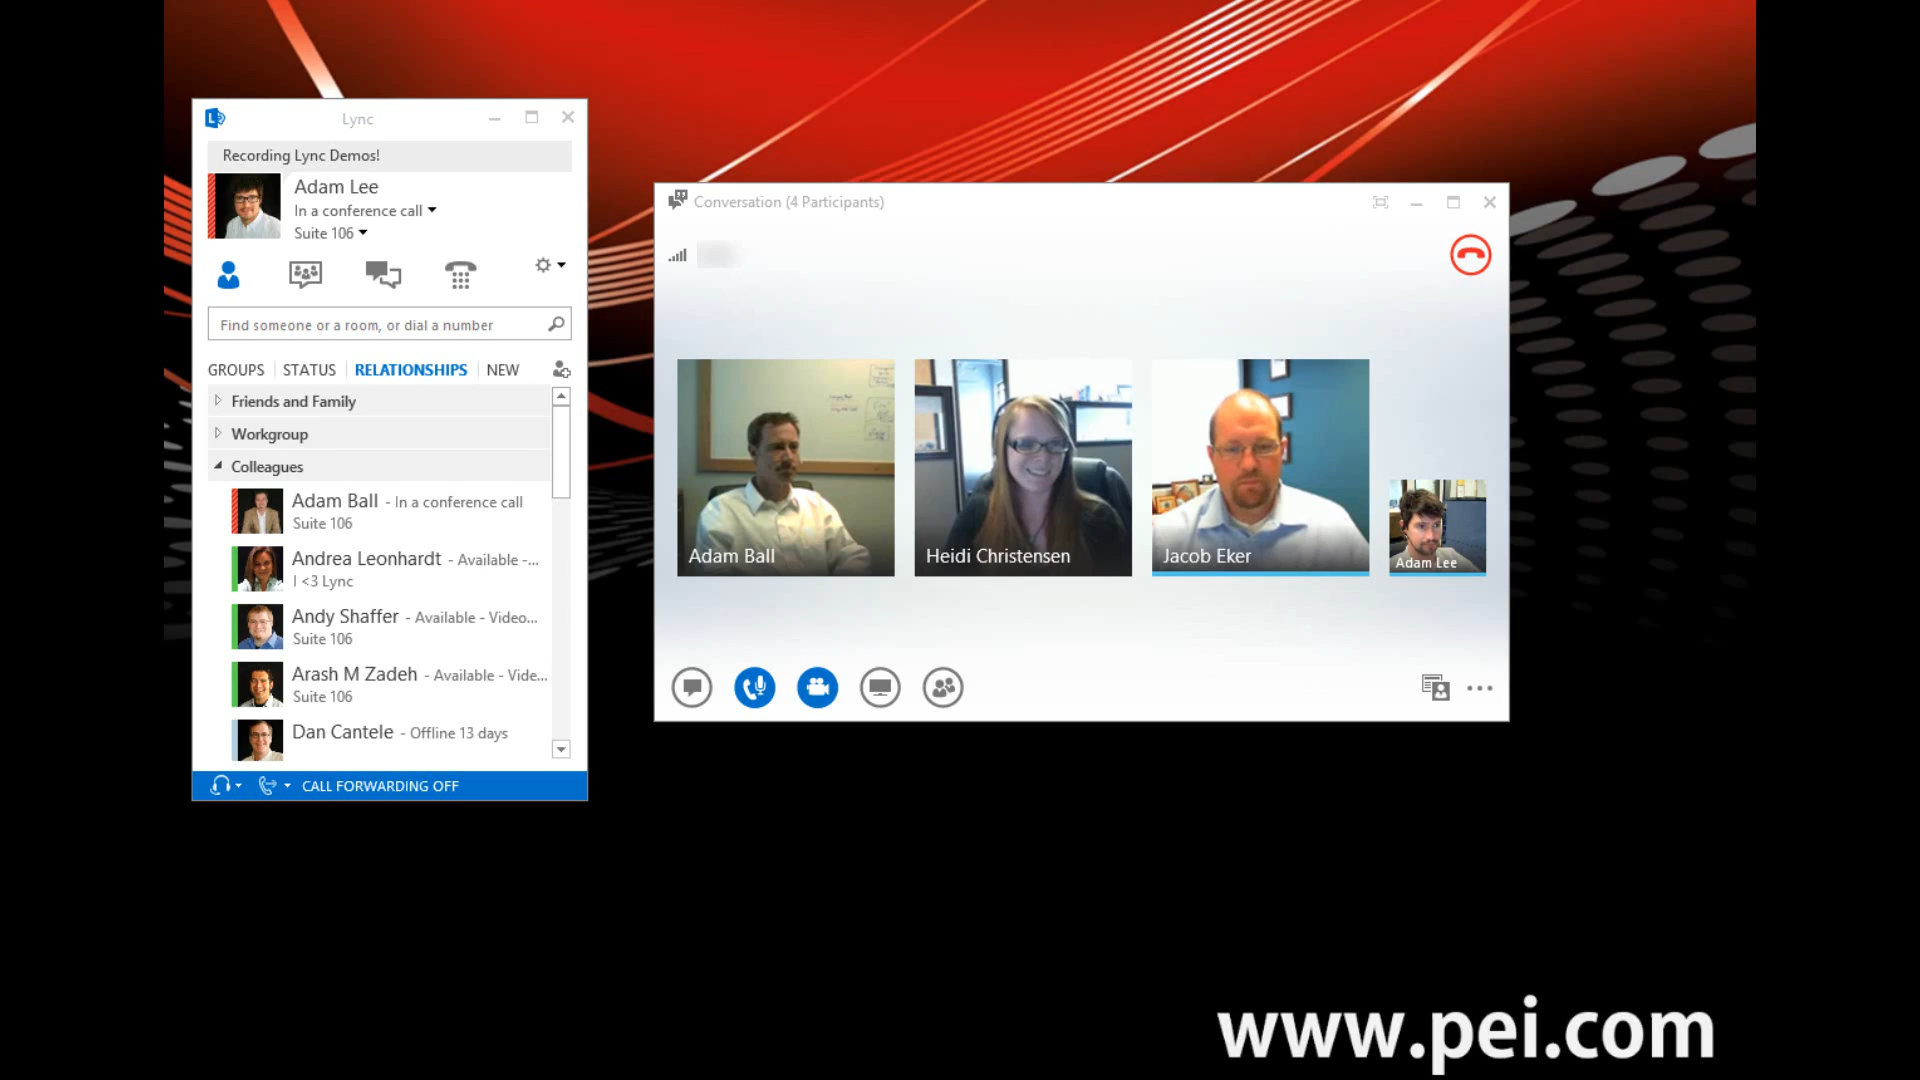 Lync
Recording Lync Demos!
Adam Lee
In a conference call
Suite 106
Find someone or a room, or dial a number
GROUPS STATUS RELATIONSHIPS NEW
Friends and Family
Workgroup
Colleagues
Adam Ball - In a conference call
Suite 106
Andrea Leonhardt - Available -...
I <3 Lync
Andy Shaffer - Available - Video...
Suite 106
Arash M Zadeh - Available - Vide...
Suite 106
Dan Cantele - Offline 13 days
CALL FORWARDING OFF
Conversation (4 Participants)
Adam Ball
Heidi Christensen
Jacob Eker
Adam Lee
www.pei.com